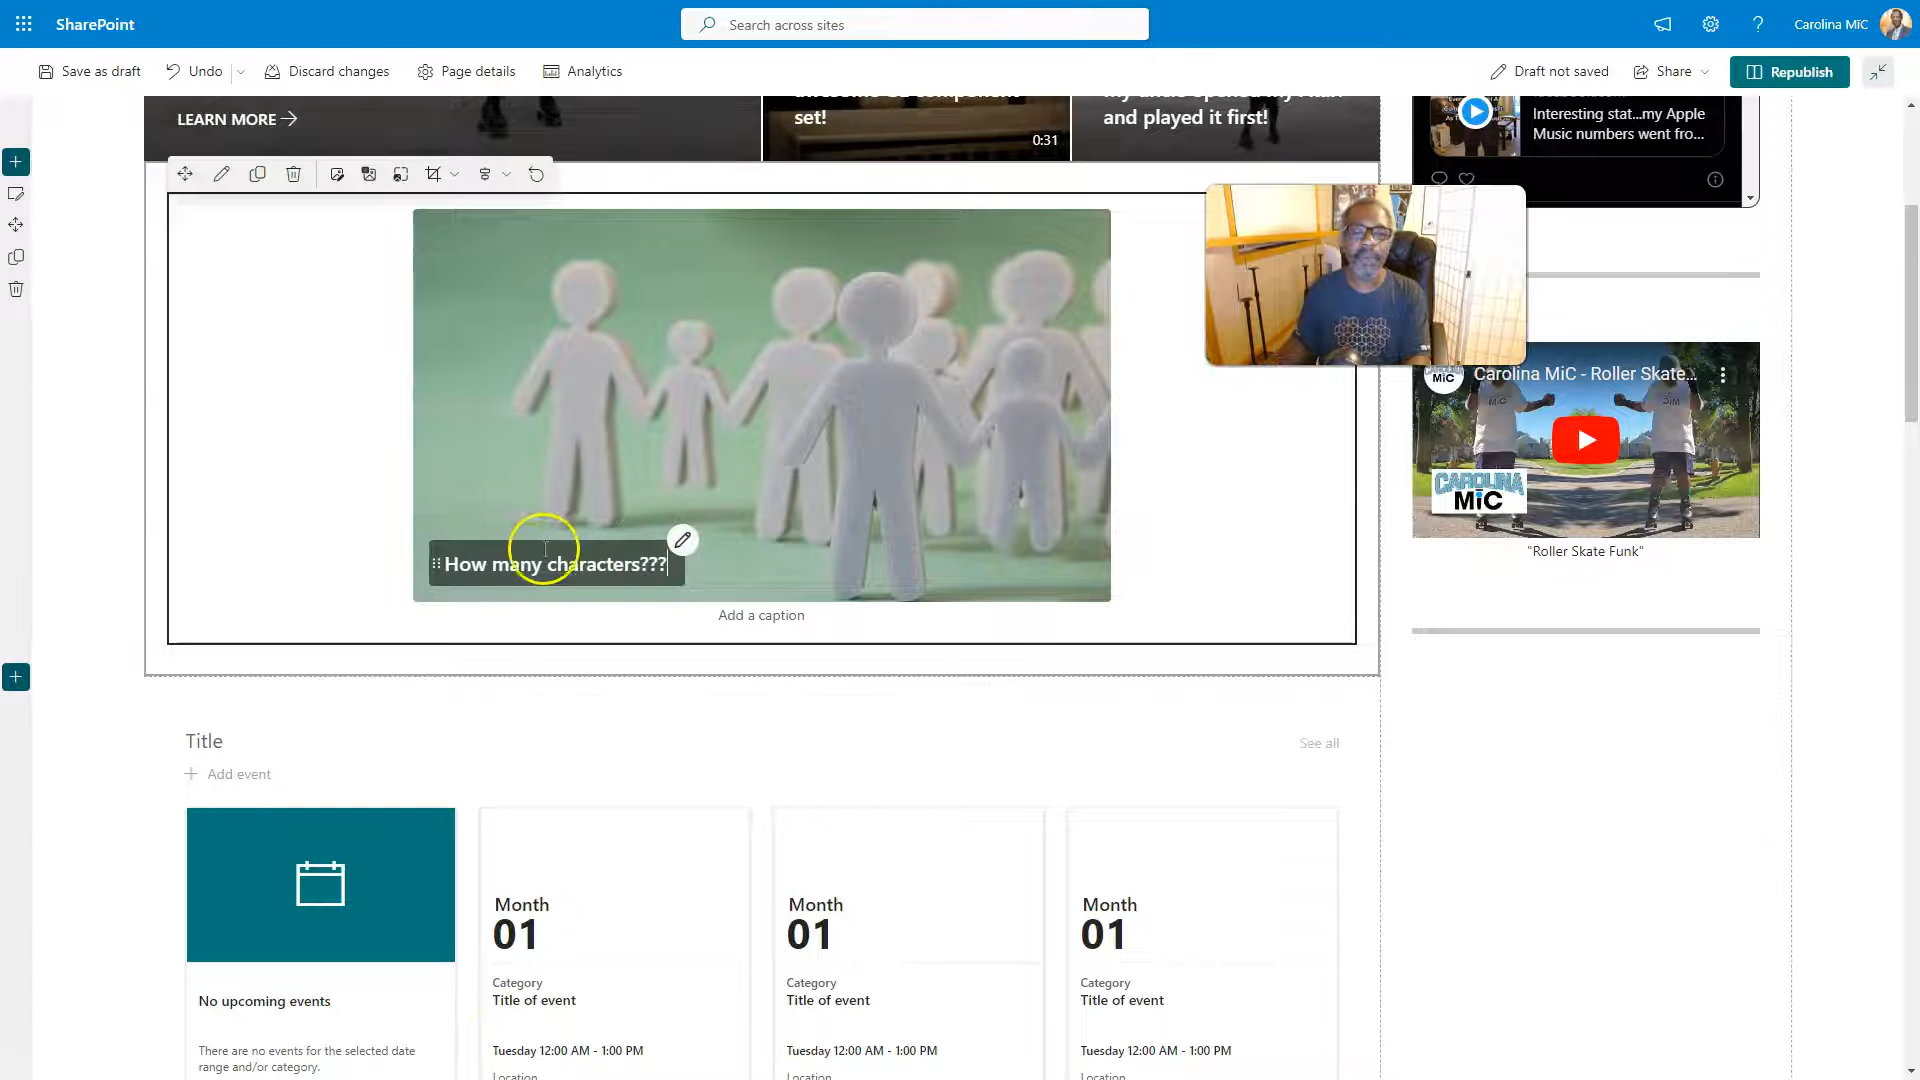 SharePoint
Search across sites
Carolina MiC
Save as draft
Undo
Discard changes
Page details
Analytics
Draft not saved
Share
Republish
LEARN MORE
set!
0:31
and played it first!
Interesting stat...my Apple
Music numbers went fro...
How many characters???
Add a caption
Carolina MiC - Roller Skate...
CAROLINA
MiC
"Roller Skate Funk"
Title
See all
Add event
No upcoming events
There are no events for the selected date
range and/or category.
Month
01
Category
Title of event
Tuesday 12:00 AM - 1:00 PM
Location
Month
01
Category
Title of event
Tuesday 12:00 AM - 1:00 PM
Location
Month
01
Category
Title of event
Tuesday 12:00 AM - 1:00 PM
Location